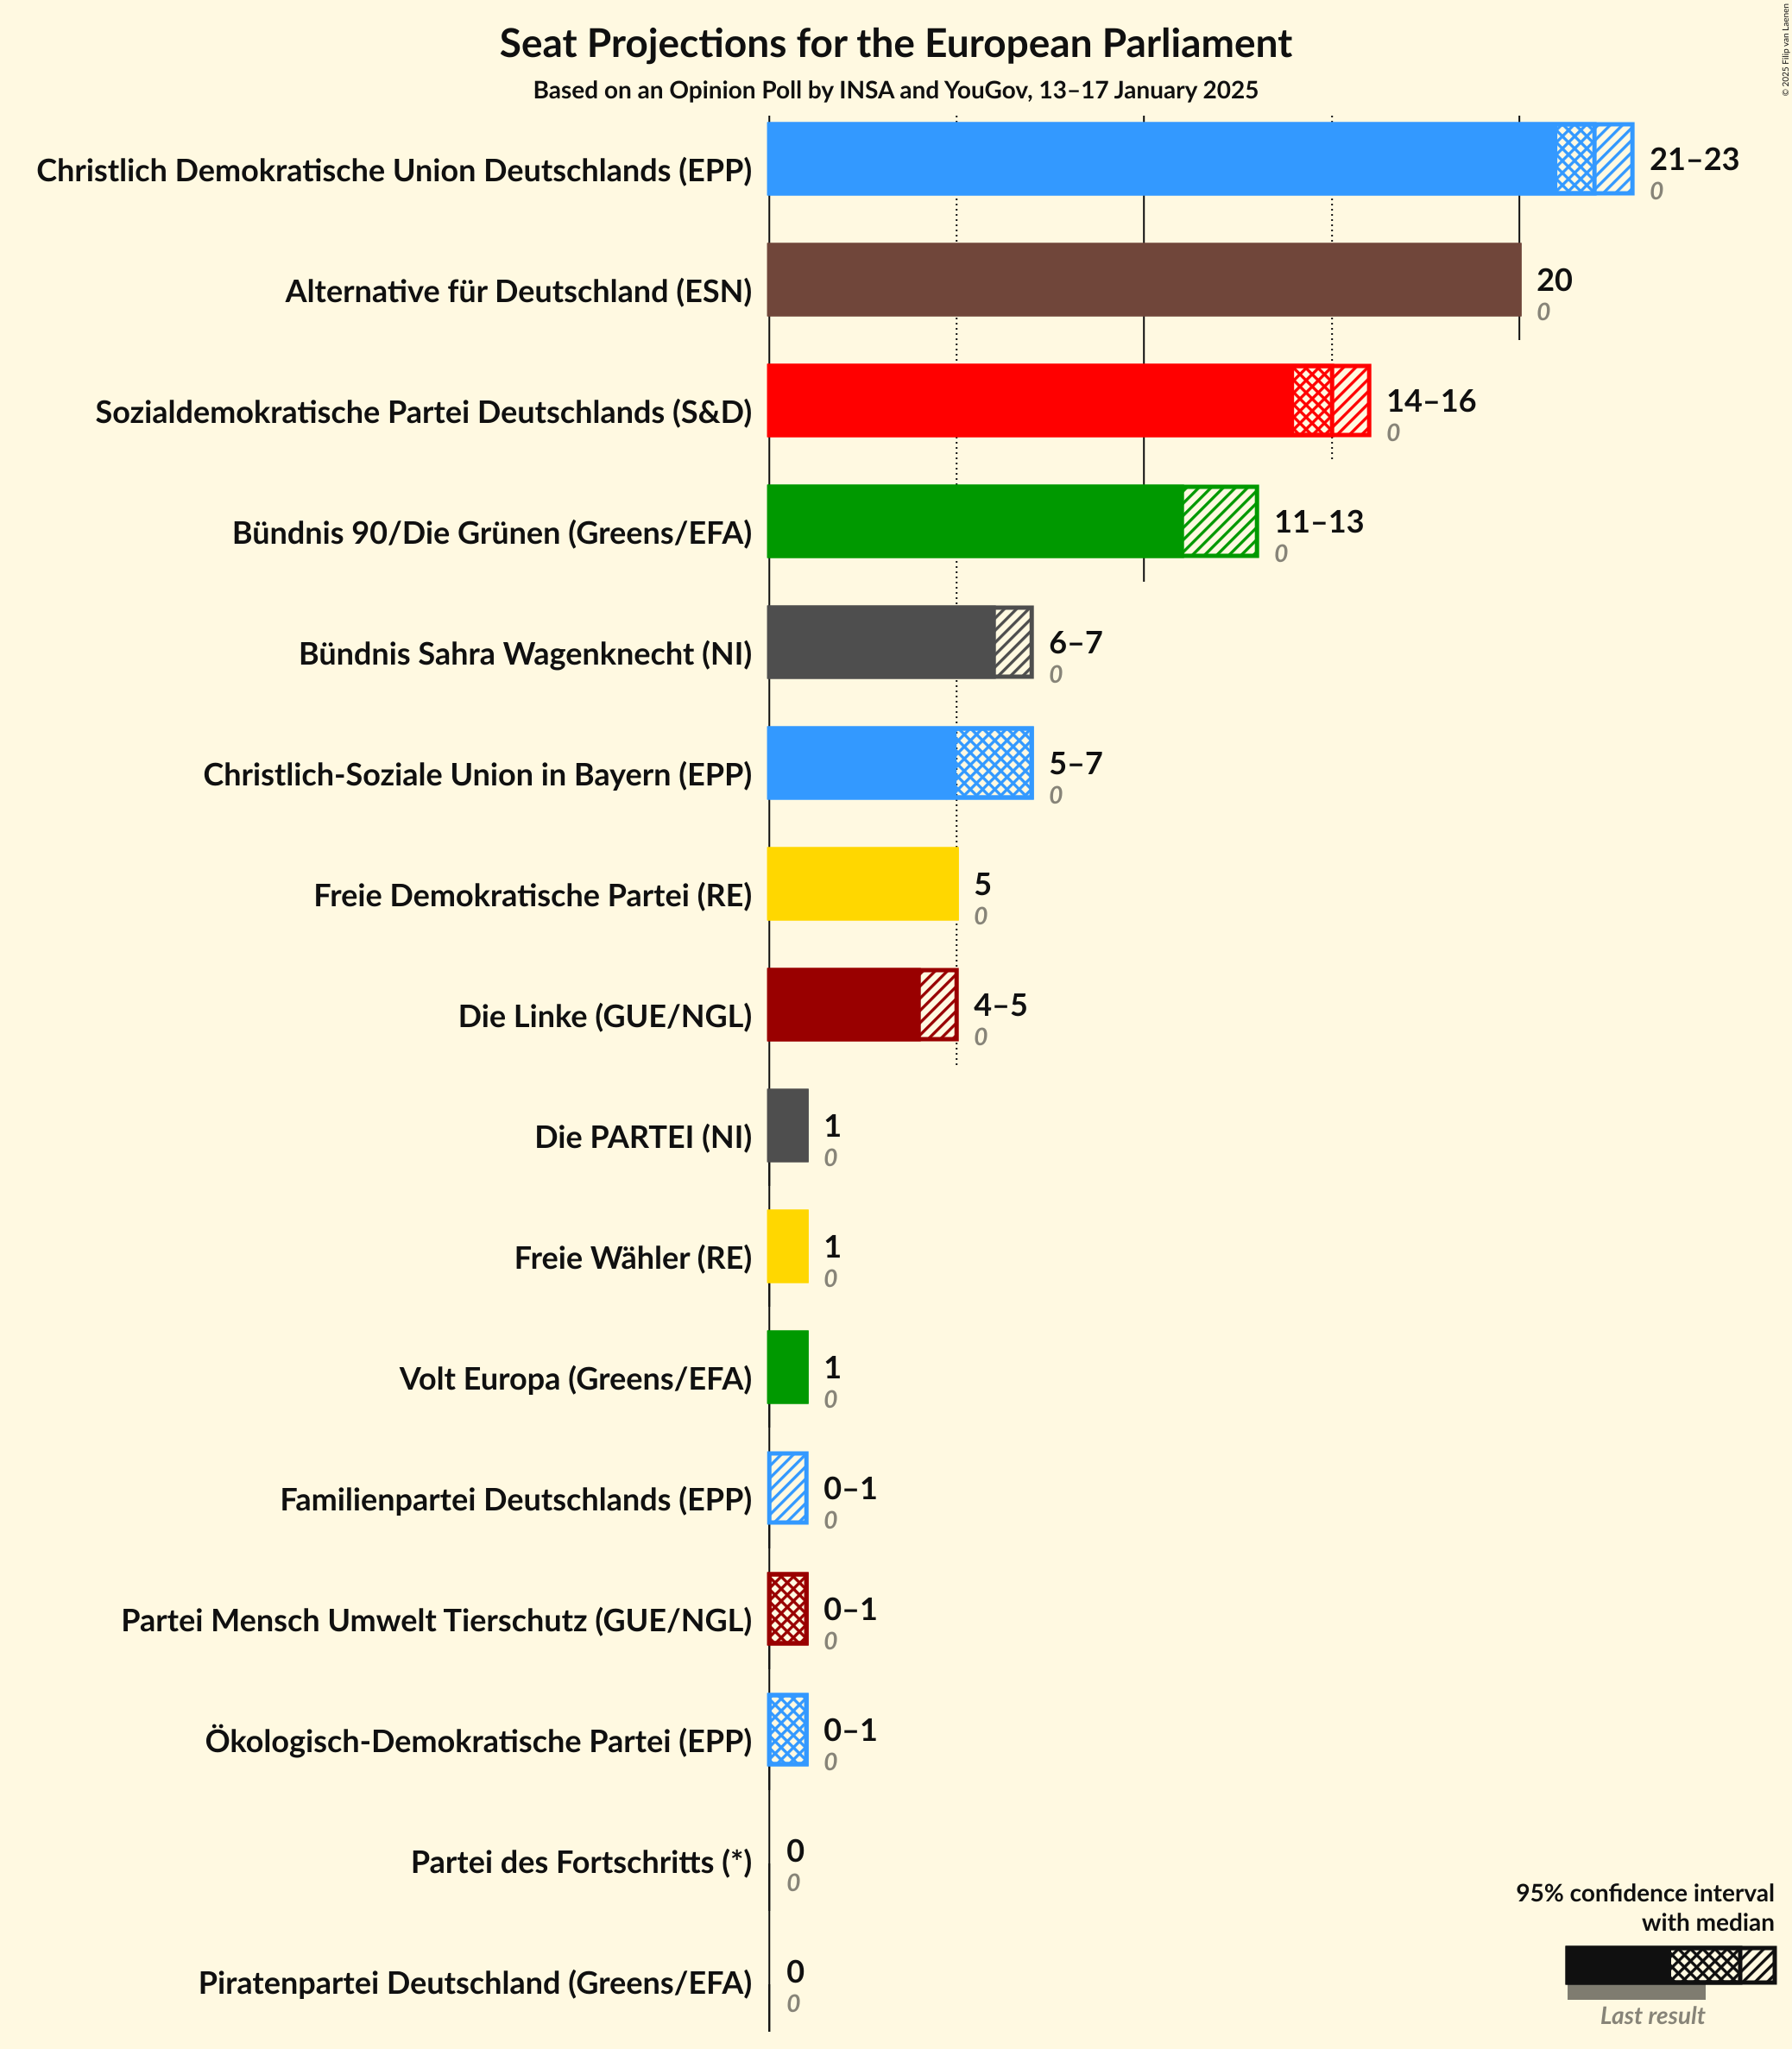 Seat Projections for the European Parliament
Based on an Opinion Poll by INSA and YouGov, 13–17 January 2025
© 2025 Filip van Laenen
Christlich Demokratische Union Deutschlands (EPP)
21–23
0
Alternative für Deutschland (ESN)
20
0
Sozialdemokratische Partei Deutschlands (S&D)
14–16
0
Bündnis 90/Die Grünen (Greens/EFA)
11–13
0
Bündnis Sahra Wagenknecht (NI)
6–7
0
Christlich-Soziale Union in Bayern (EPP)
5–7
0
Freie Demokratische Partei (RE)
5
0
Die Linke (GUE/NGL)
4–5
0
Die PARTEI (NI)
1
0
Freie Wähler (RE)
1
0
Volt Europa (Greens/EFA)
1
0
Familienpartei Deutschlands (EPP)
0–1
0
Partei Mensch Umwelt Tierschutz (GUE/NGL)
0–1
0
Ökologisch-Demokratische Partei (EPP)
0–1
0
Partei des Fortschritts (*)
0
0
Piratenpartei Deutschland (Greens/EFA)
0
0
95% confidence interval
with median
Last result